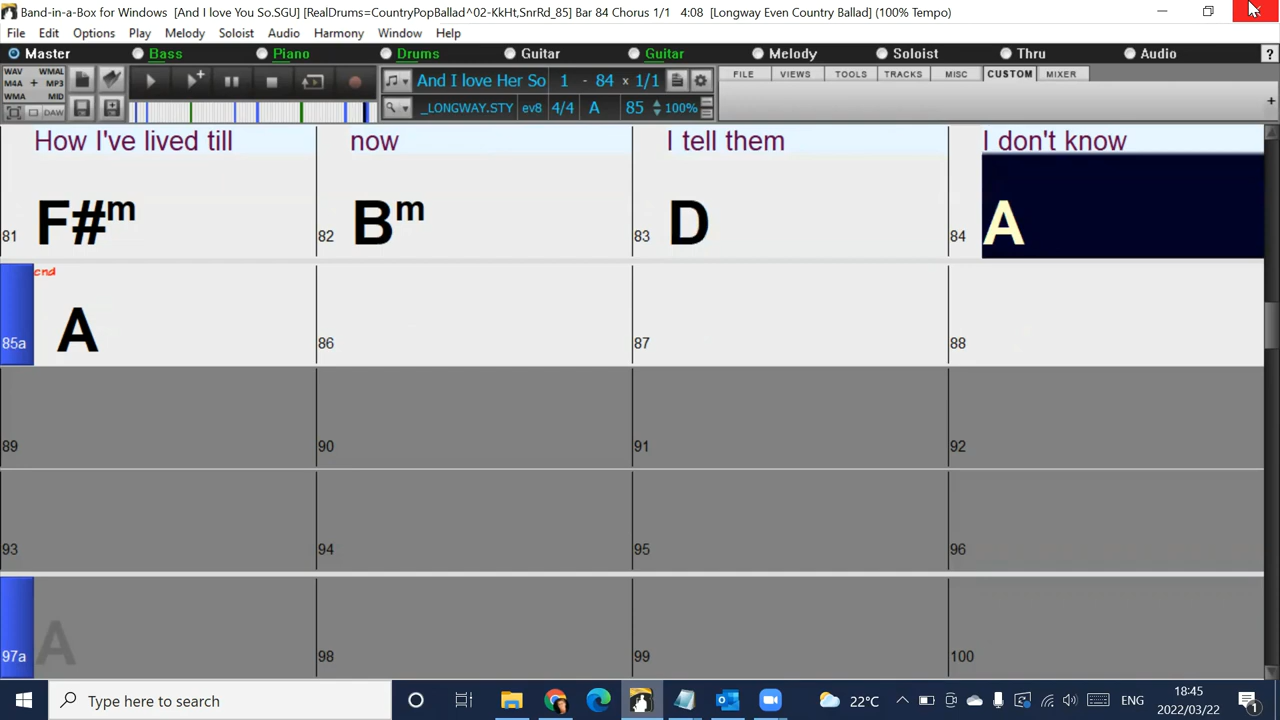 Band-in-a-Box for Windows [And I love You So.SGU] [RealDrums=CountryPopBallad^02-KkHt,SnrRd_85] Bar 84 Chorus 1/1 4:08 [Longway Even Country Ballad] (100% Tempo)
File Edit Options Play Melody Soloist Audio Harmony Window Help
Master Bass Piano Drums Guitar Guitar Melody Soloist Thru Audio ?
WAV WMAL M4A + MP3 WMA MID DAW
And I love Her So 1 - 84 x 1/1
_LONGWAY.STY ev8 4/4 A 85 100%
FILE VIEWS TOOLS TRACKS MISC CUSTOM MIXER +
How I've lived till now I tell them I don't know
81 F#m 82 Bm 83 D 84 A
end
85a A 86 87 88
89 90 91 92
93 94 95 96
97a A 98 99 100
Type here to search 22°C ENG 18:45
2022/03/22 1